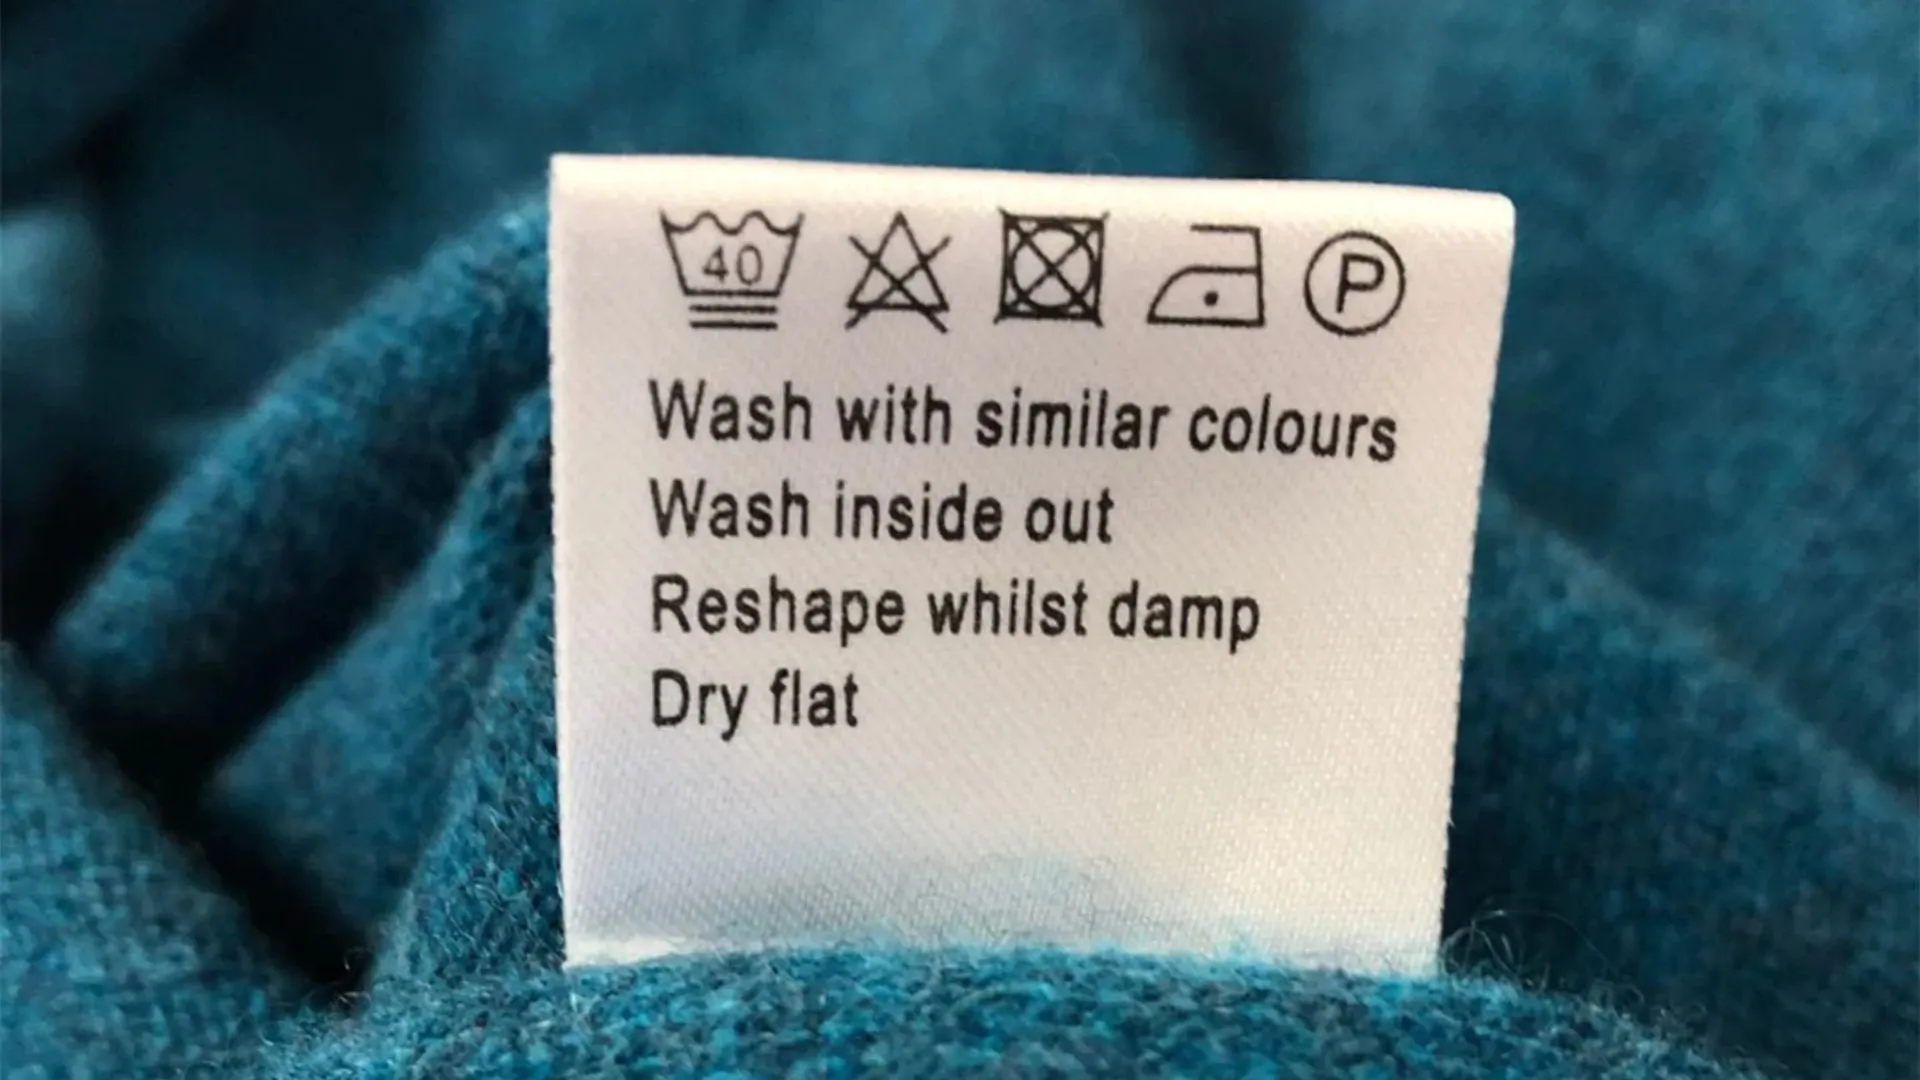 40 P
Wash with similar colours
Wash inside out
Reshape whilst damp
Dry flat